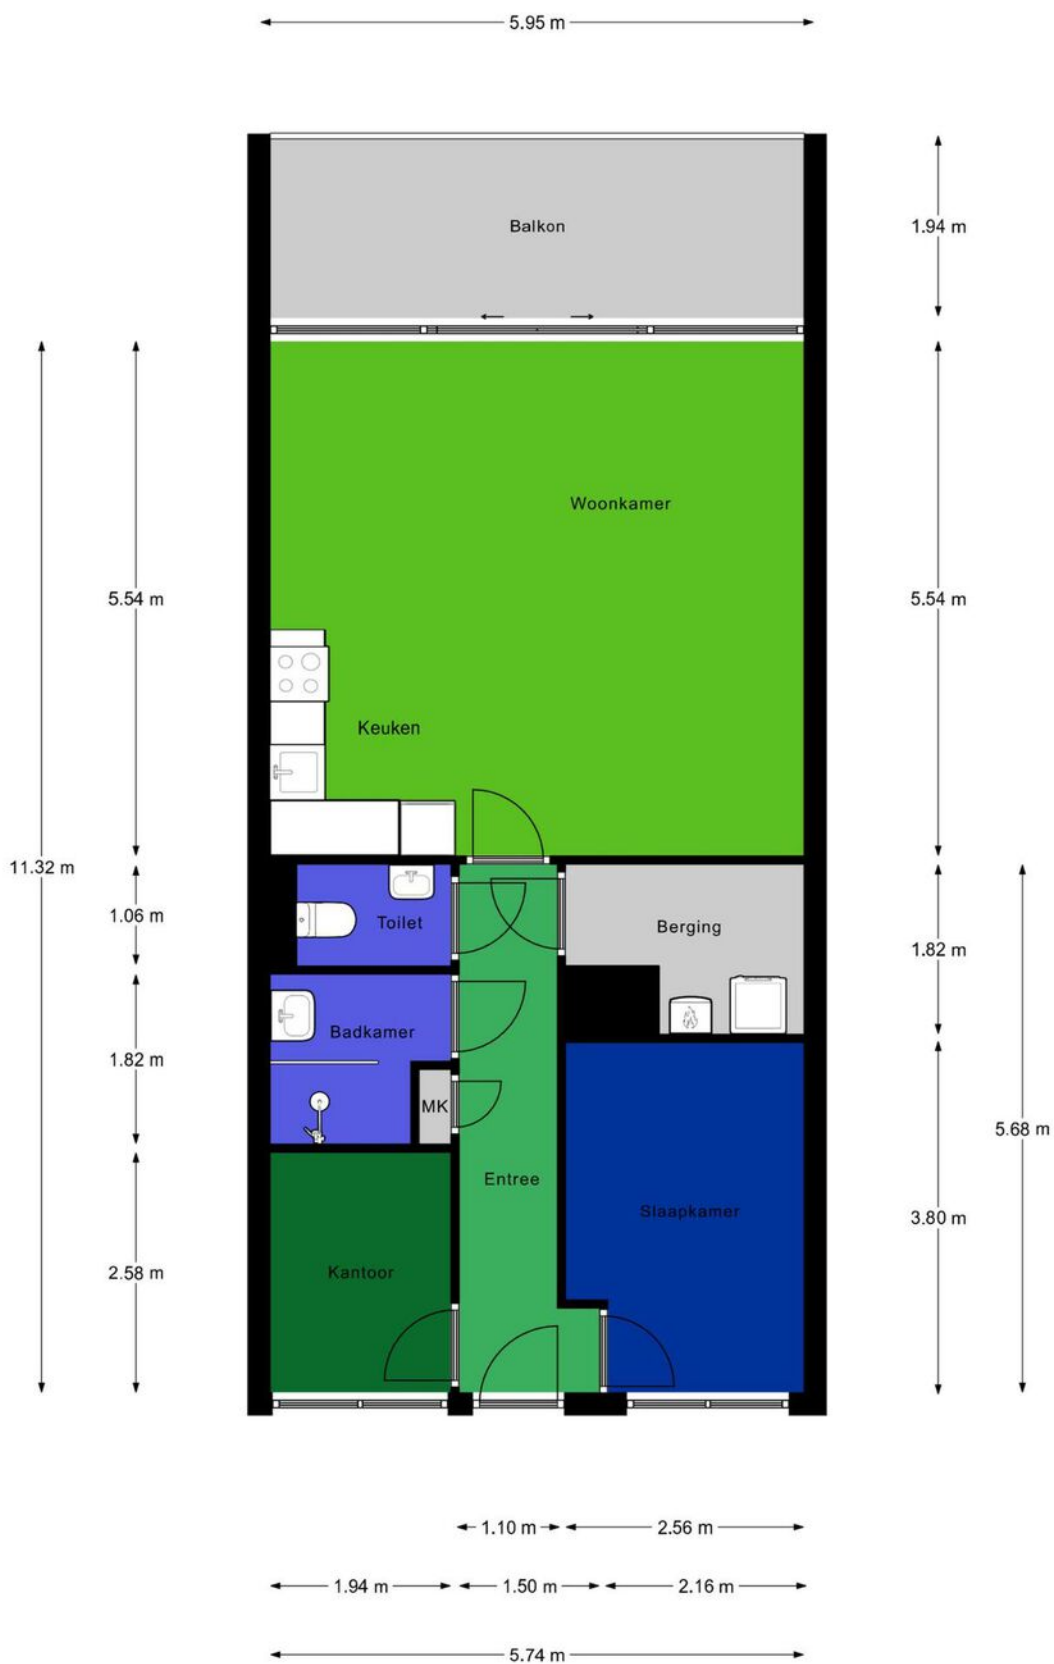 5.95 m
Balkon
1.94 m
Woonkamer
5.54 m
5.54 m
Keuken
11.32 m
1.06 m
Toilet
Berging
1.82 m
Badkamer
1.82 m
MK
5.68 m
Entree
Slaapkamer
3.80 m
2.58 m
Kantoor
1.10 m
2.56 m
1.94 m
1.50 m
2.16 m
5.74 m